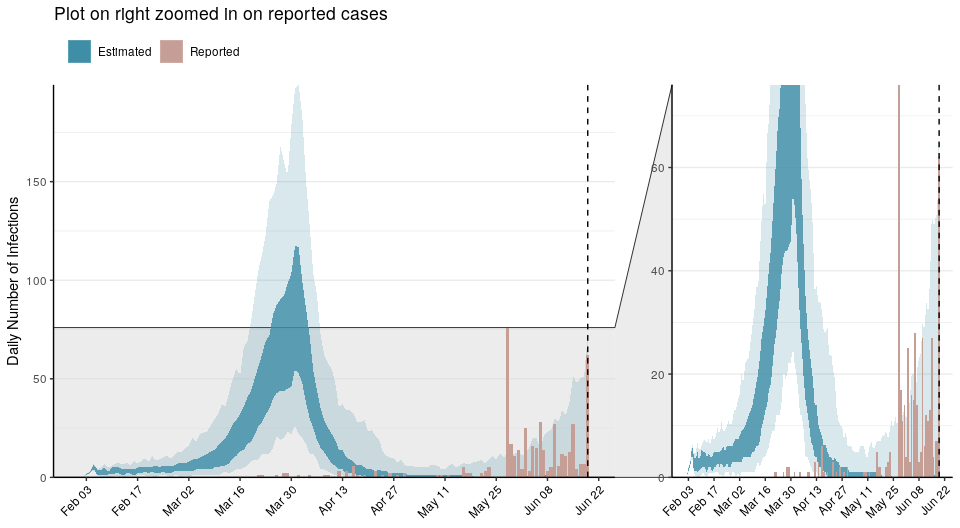 Plot on right zoomed in on reported cases
Estimated Reported
Daily Number of Infections
150
100
50
0
Feb 03 Feb 17 Mar 02 Mar 16 Mar 30 Apr 13 Apr 27 May 11 May 25 Jun 08 Jun 22
60
40
20
0
Feb 03 Feb 17 Mar 02 Mar 16 Mar 30 Apr 13 Apr 27 May 11 May 25 Jun 08 Jun 22